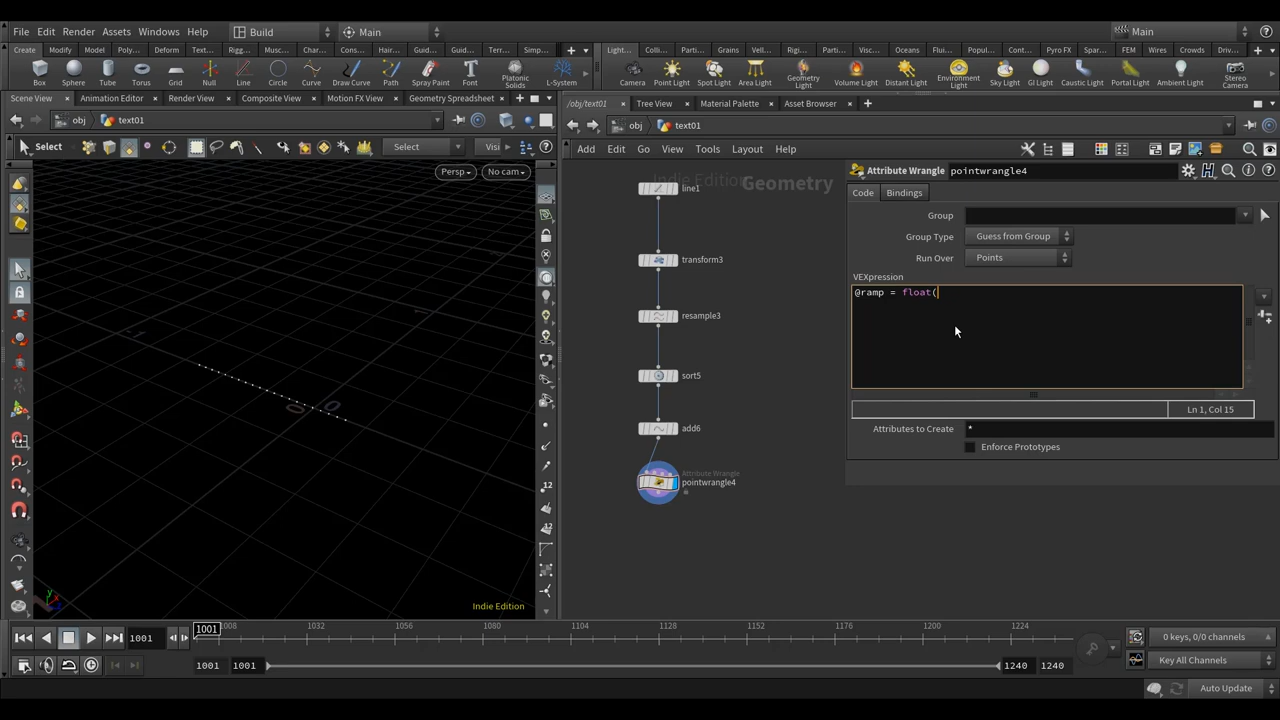 File Edit Render Assets Windows Help Build Main Main
Create Modify Model Poly... Deform Text... Rigg... Musc... Char... Cons... Hair... Guid... Guid... Terr... Simp...
Light... Colli... Parti... Grains Vell... Rigi... Parti... Visc... Oceans Flui... Popul... Cont... Pyro FX Spar... FEM Wires Crowds Driv...
Box Sphere Tube Torus Grid Null Line Circle Curve Draw Curve Path Spray Paint Font Platonic Solids L-System
Camera Point Light Spot Light Area Light Geometry Light Volume Light Distant Light Environment Light Sky Light GI Light Caustic Light Portal Light Ambient Light Stereo Camera
Scene View Animation Editor Render View Composite View Motion FX View Geometry Spreadsheet
/obj/text01 Tree View Material Palette Asset Browser
obj text01
obj text01
Select Select Visi
Add Edit Go View Tools Layout Help
Persp No cam
Indie Edition Geometry
line1
transform3
resample3
sort5
add6
Attribute Wrangle
pointwrangle4
Attribute Wrangle pointwrangle4
Code Bindings
Group
Group Type Guess from Group
Run Over Points
VEXpression
@ramp = float(
Ln 1, Col 15
Attributes to Create *
Enforce Prototypes
-1
0 0
12
12
Indie Edition
1001 1001 1008 1032 1056 1080 1104 1128 1152 1176 1200 1224
0 keys, 0/0 channels
1001 1001 1240 1240
Key All Channels
Auto Update